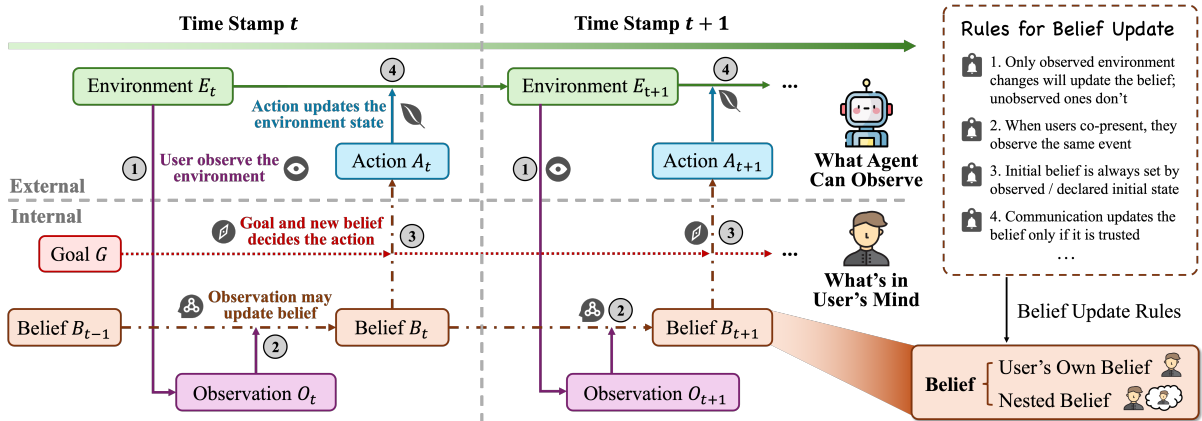 Time Stamp t
Time Stamp t + 1
Environment E_t
4
Environment E_t+1
4
...
Action updates the
environment state
1
User observe the
environment
Action A_t
1
Action A_t+1
What Agent
Can Observe
External
Internal
Goal and new belief
decides the action
3
3
Goal G
...
What's in
User's Mind
Observation may
update belief
2
Belief B_t−1
Belief B_t
2
Belief B_t+1
...
Observation O_t
Observation O_t+1
Rules for Belief Update
1. Only observed environment
changes will update the belief;
unobserved ones don't
2. When users co-present, they
observe the same event
3. Initial belief is always set by
observed / declared initial state
4. Communication updates the
belief only if it is trusted
...
Belief Update Rules
Belief
User's Own Belief
Nested Belief